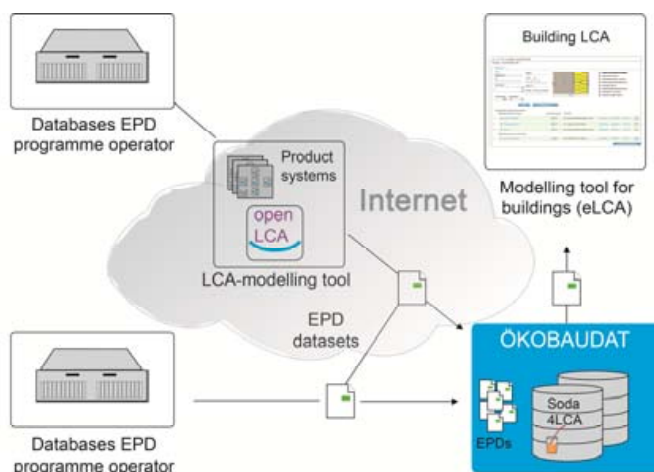 Databases EPD
programme operator
Product
systems
open
LCA
LCA-modelling tool
Internet
Building LCA
Modelling tool for
buildings (eLCA)
EPD
datasets
Databases EPD
programme operator
ÖKOBAUDAT
EPDs
Soda
4LCA